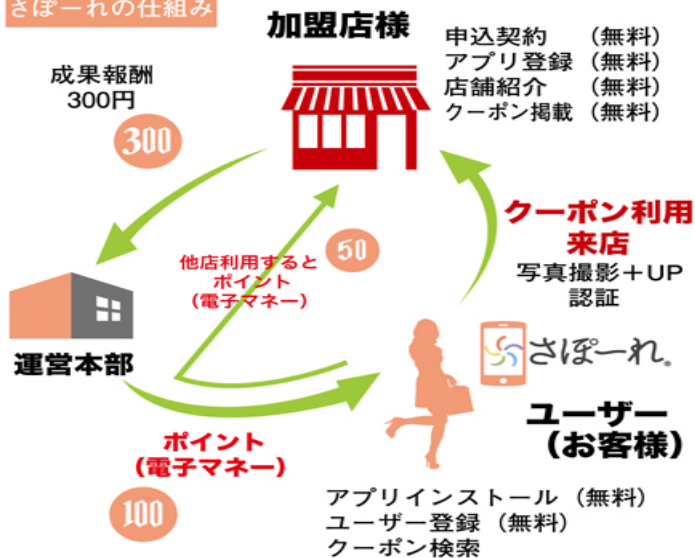 さぽーれの仕組み
加盟店様
申込契約 (無料)
アプリ登録 (無料)
店舗紹介 (無料)
クーポン掲載 (無料)
成果報酬
300円
300
クーポン利用
来店
写真撮影+UP
認証
50
他店利用すると
ポイント
(電子マネー)
運営本部
さぽーれ®
ユーザー
(お客様)
ポイント
(電子マネー)
100
アプリインストール (無料)
ユーザー登録 (無料)
クーポン検索